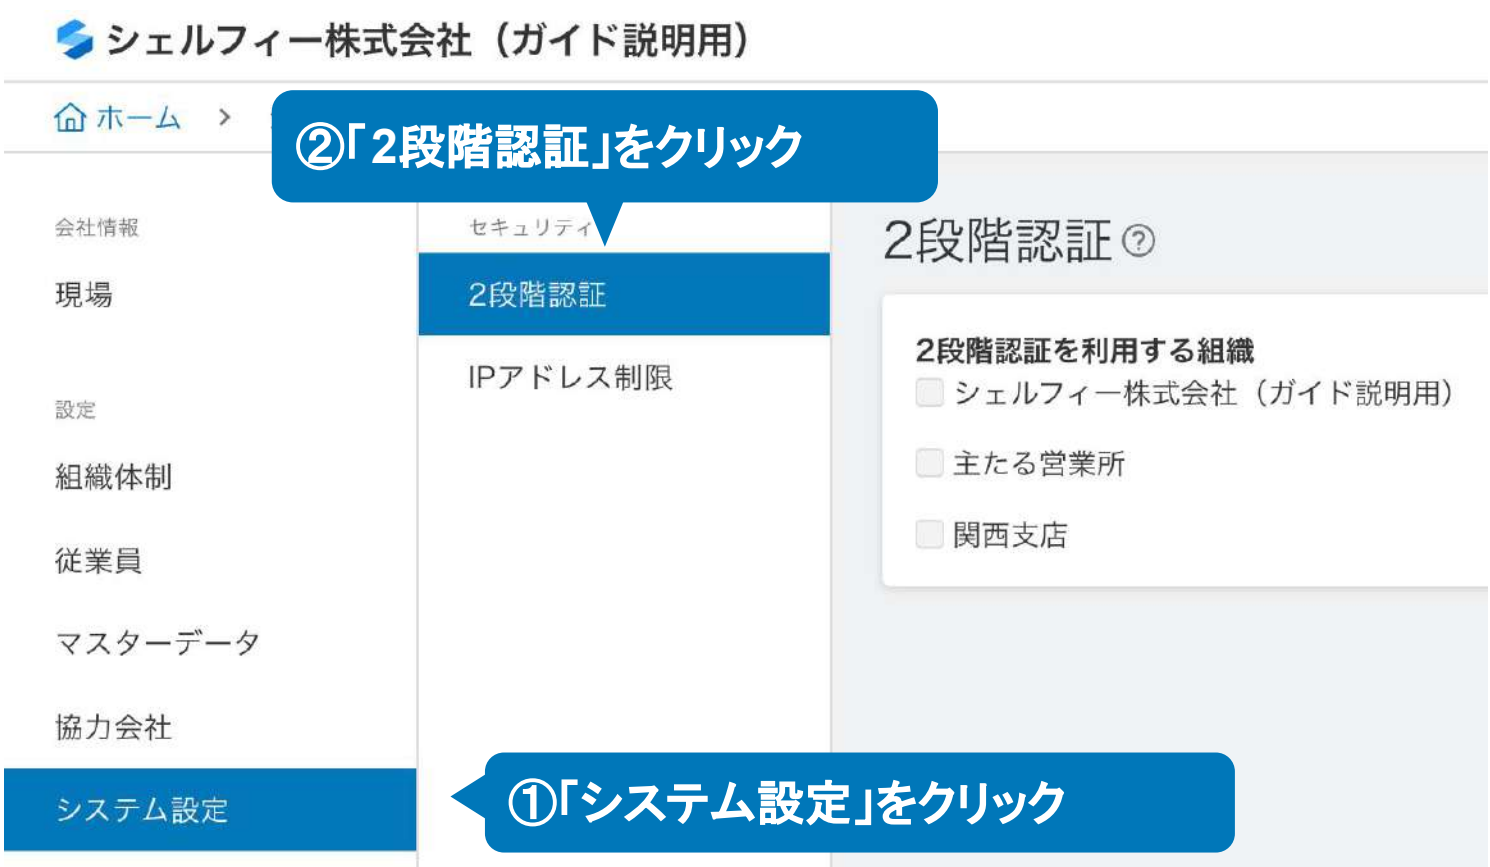 シェルフィー株式会社（ガイド説明用）
ホーム >
②「2段階認証」をクリック
会社情報
現場
設定
組織体制
従業員
マスターデータ
協力会社
システム設定
セキュリティ
2段階認証
IPアドレス制限
①「システム設定」をクリック
2段階認証?
2段階認証を利用する組織
シェルフィー株式会社（ガイド説明用）
主たる営業所
関西支店